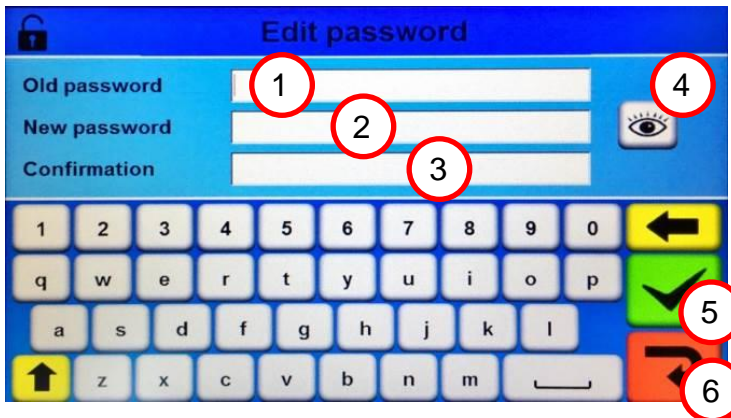 Edit password
Old password 1 4
New password 2
Confirmation 3
1 2 3 4 5 6 7 8 9 0
q w e r t y u i o p
a s d f g h j k l 5
z x c v b n m 6